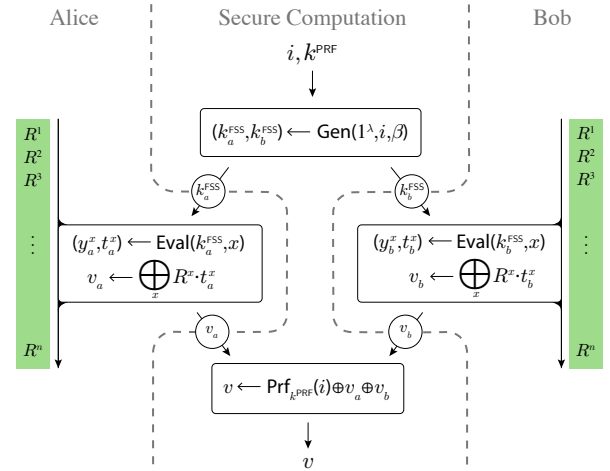 Alice Secure Computation Bob
i, k^PRF
(k_a^FSS, k_b^FSS) ← Gen(1^λ, i, β)
R^1 R^1
R^2 R^2
R^3 R^3
k_a^FSS k_b^FSS
(y_a^x, t_a^x) ← Eval(k_a^FSS, x) (y_b^x, t_b^x) ← Eval(k_b^FSS, x)
⋮ ⋮
v_a ← ⊕_x R^x · t_a^x v_b ← ⊕_x R^x · t_b^x
v_a v_b
R^n R^n
v ← Prf_{k^PRF}(i) ⊕ v_a ⊕ v_b
v